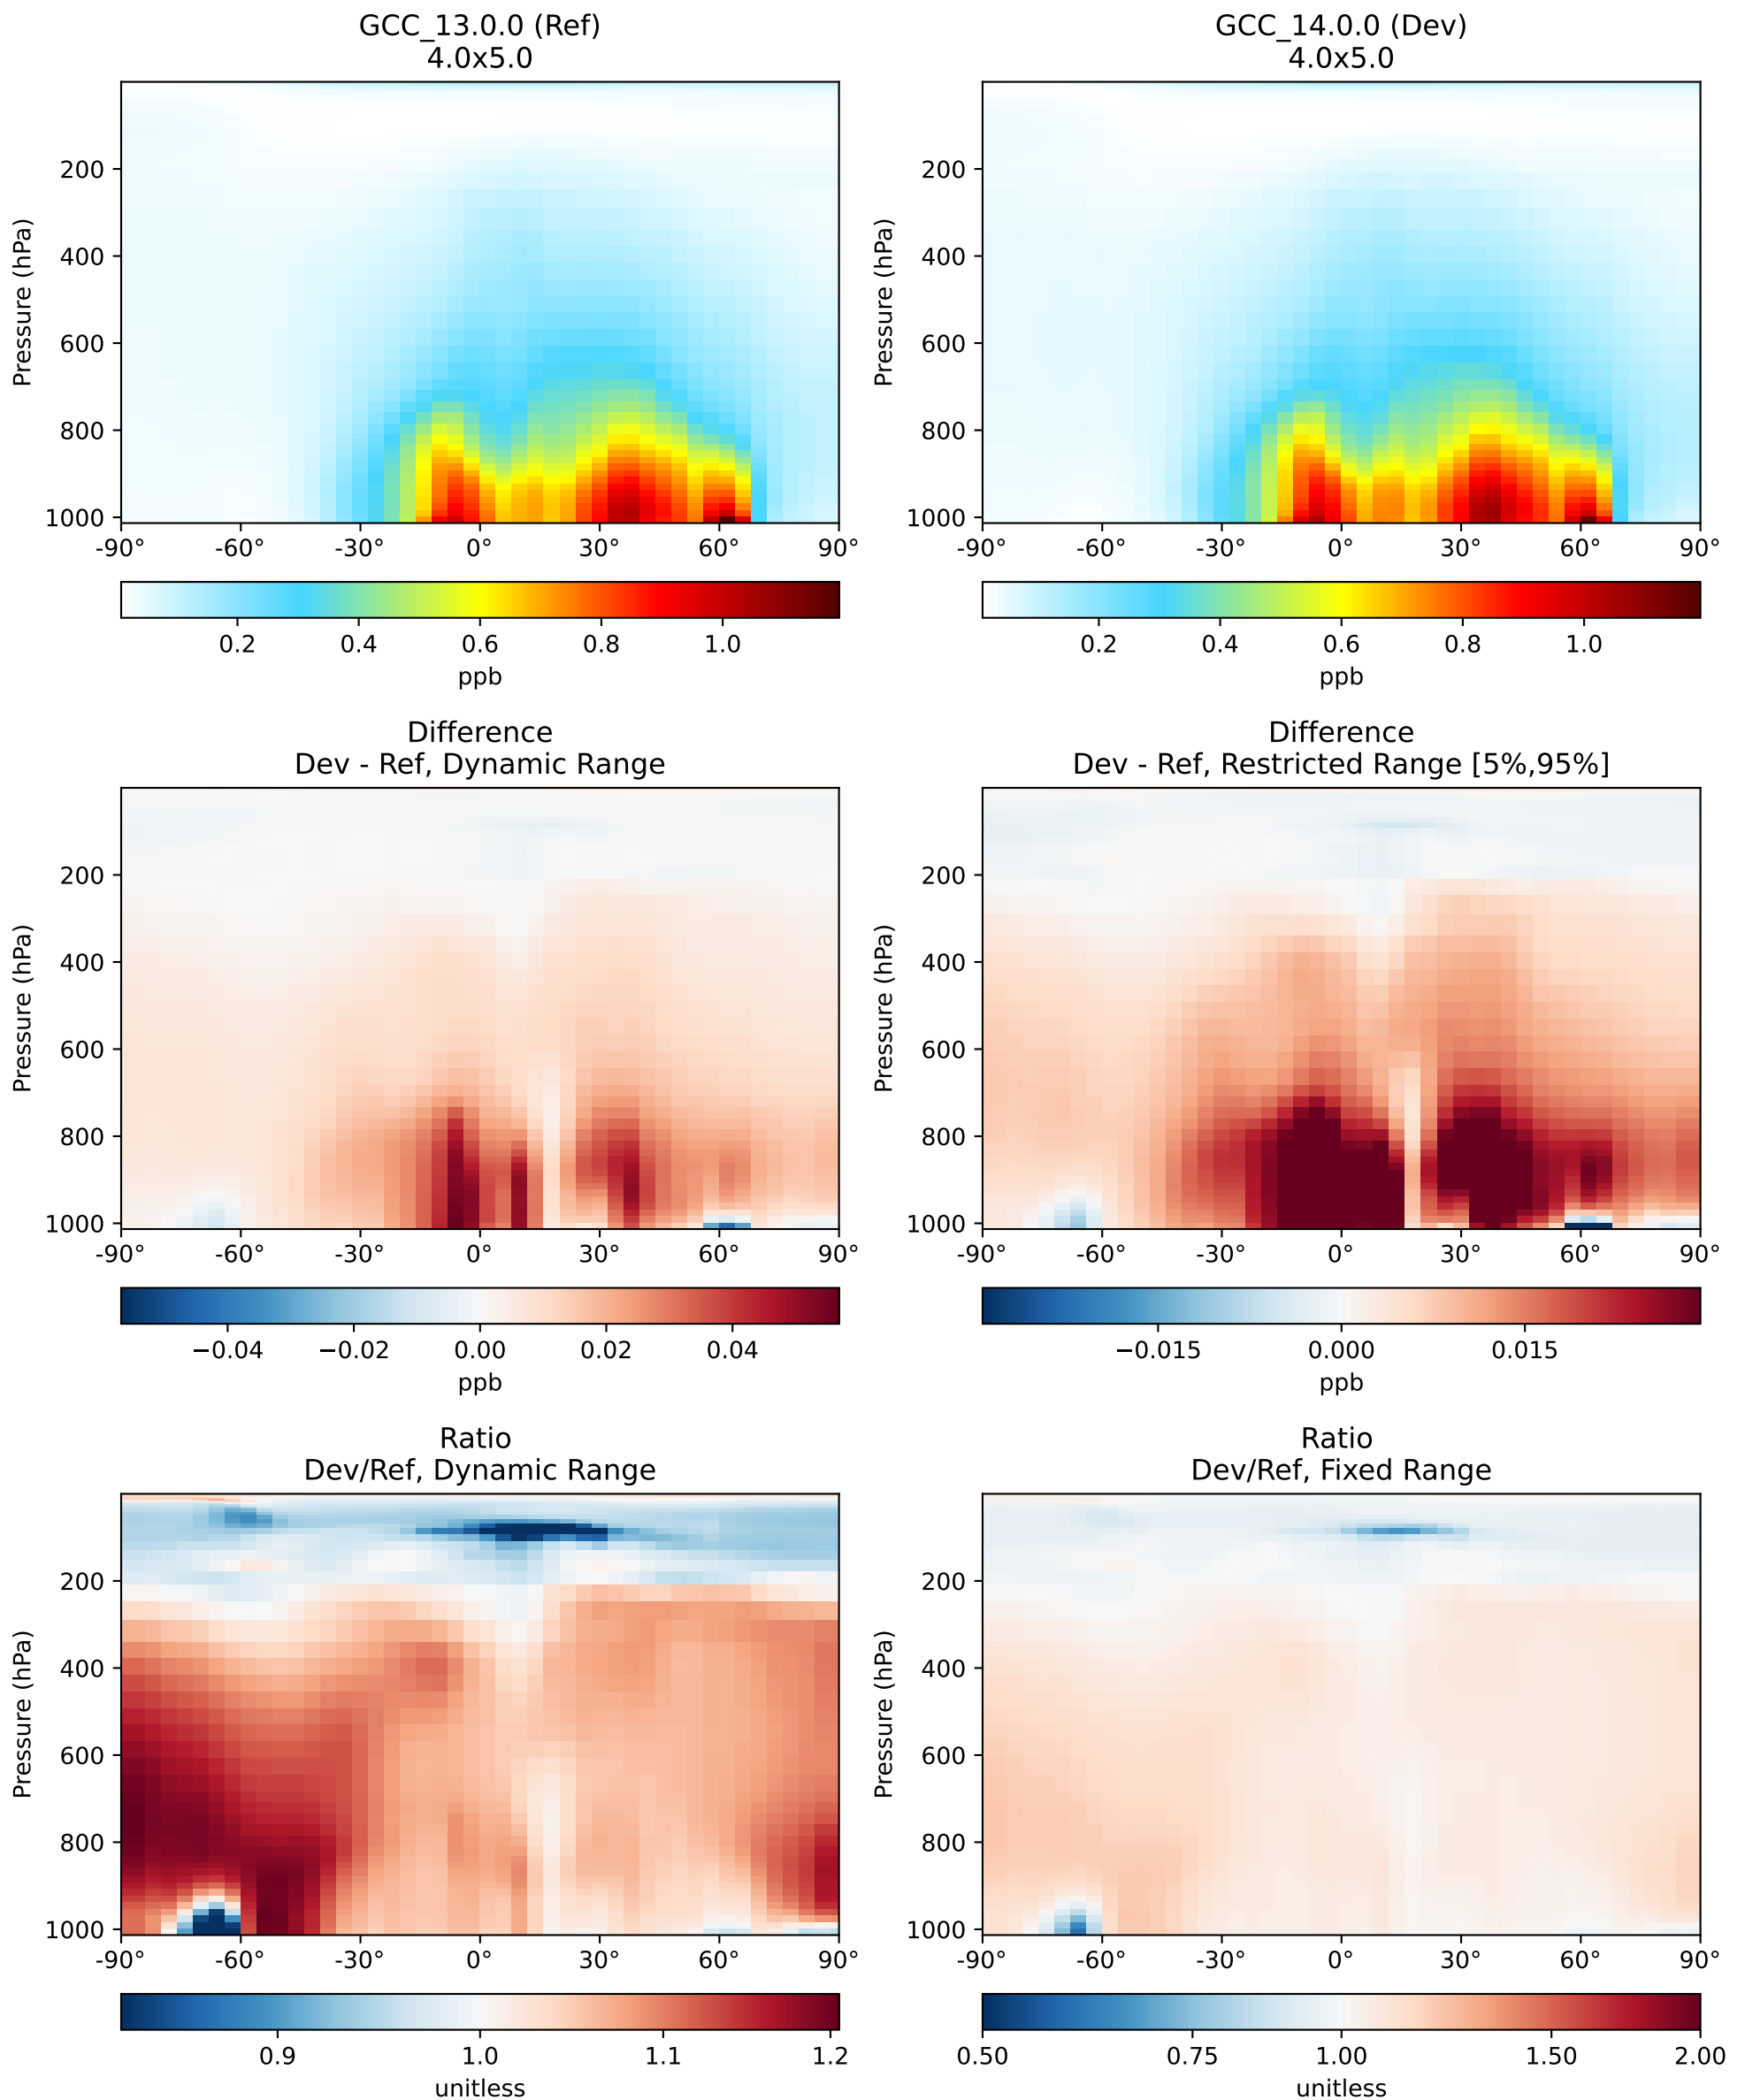 GCC_13.0.0 (Ref)
4.0x5.0
Pressure (hPa)
200
400
600
800
1000
-90° -60° -30° 0° 30° 60° 90°
0.2 0.4 0.6 0.8 1.0
ppb
GCC_14.0.0 (Dev)
4.0x5.0
Pressure (hPa)
200
400
600
800
1000
-90° -60° -30° 0° 30° 60° 90°
0.2 0.4 0.6 0.8 1.0
ppb
Difference
Dev - Ref, Dynamic Range
Pressure (hPa)
200
400
600
800
1000
-90° -60° -30° 0° 30° 60° 90°
−0.04 −0.02 0.00 0.02 0.04
ppb
Difference
Dev - Ref, Restricted Range [5%,95%]
Pressure (hPa)
200
400
600
800
1000
-90° -60° -30° 0° 30° 60° 90°
−0.015 0.000 0.015
ppb
Ratio
Dev/Ref, Dynamic Range
Pressure (hPa)
200
400
600
800
1000
-90° -60° -30° 0° 30° 60° 90°
0.9 1.0 1.1 1.2
unitless
Ratio
Dev/Ref, Fixed Range
Pressure (hPa)
200
400
600
800
1000
-90° -60° -30° 0° 30° 60° 90°
0.50 0.75 1.00 1.50 2.00
unitless